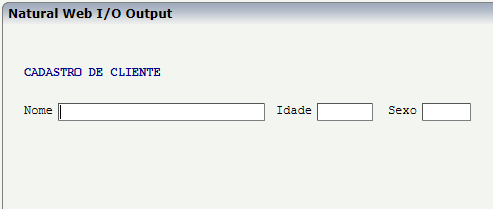 Natural Web I/O Output
CADASTRO DE CLIENTE
Nome Idade Sexo